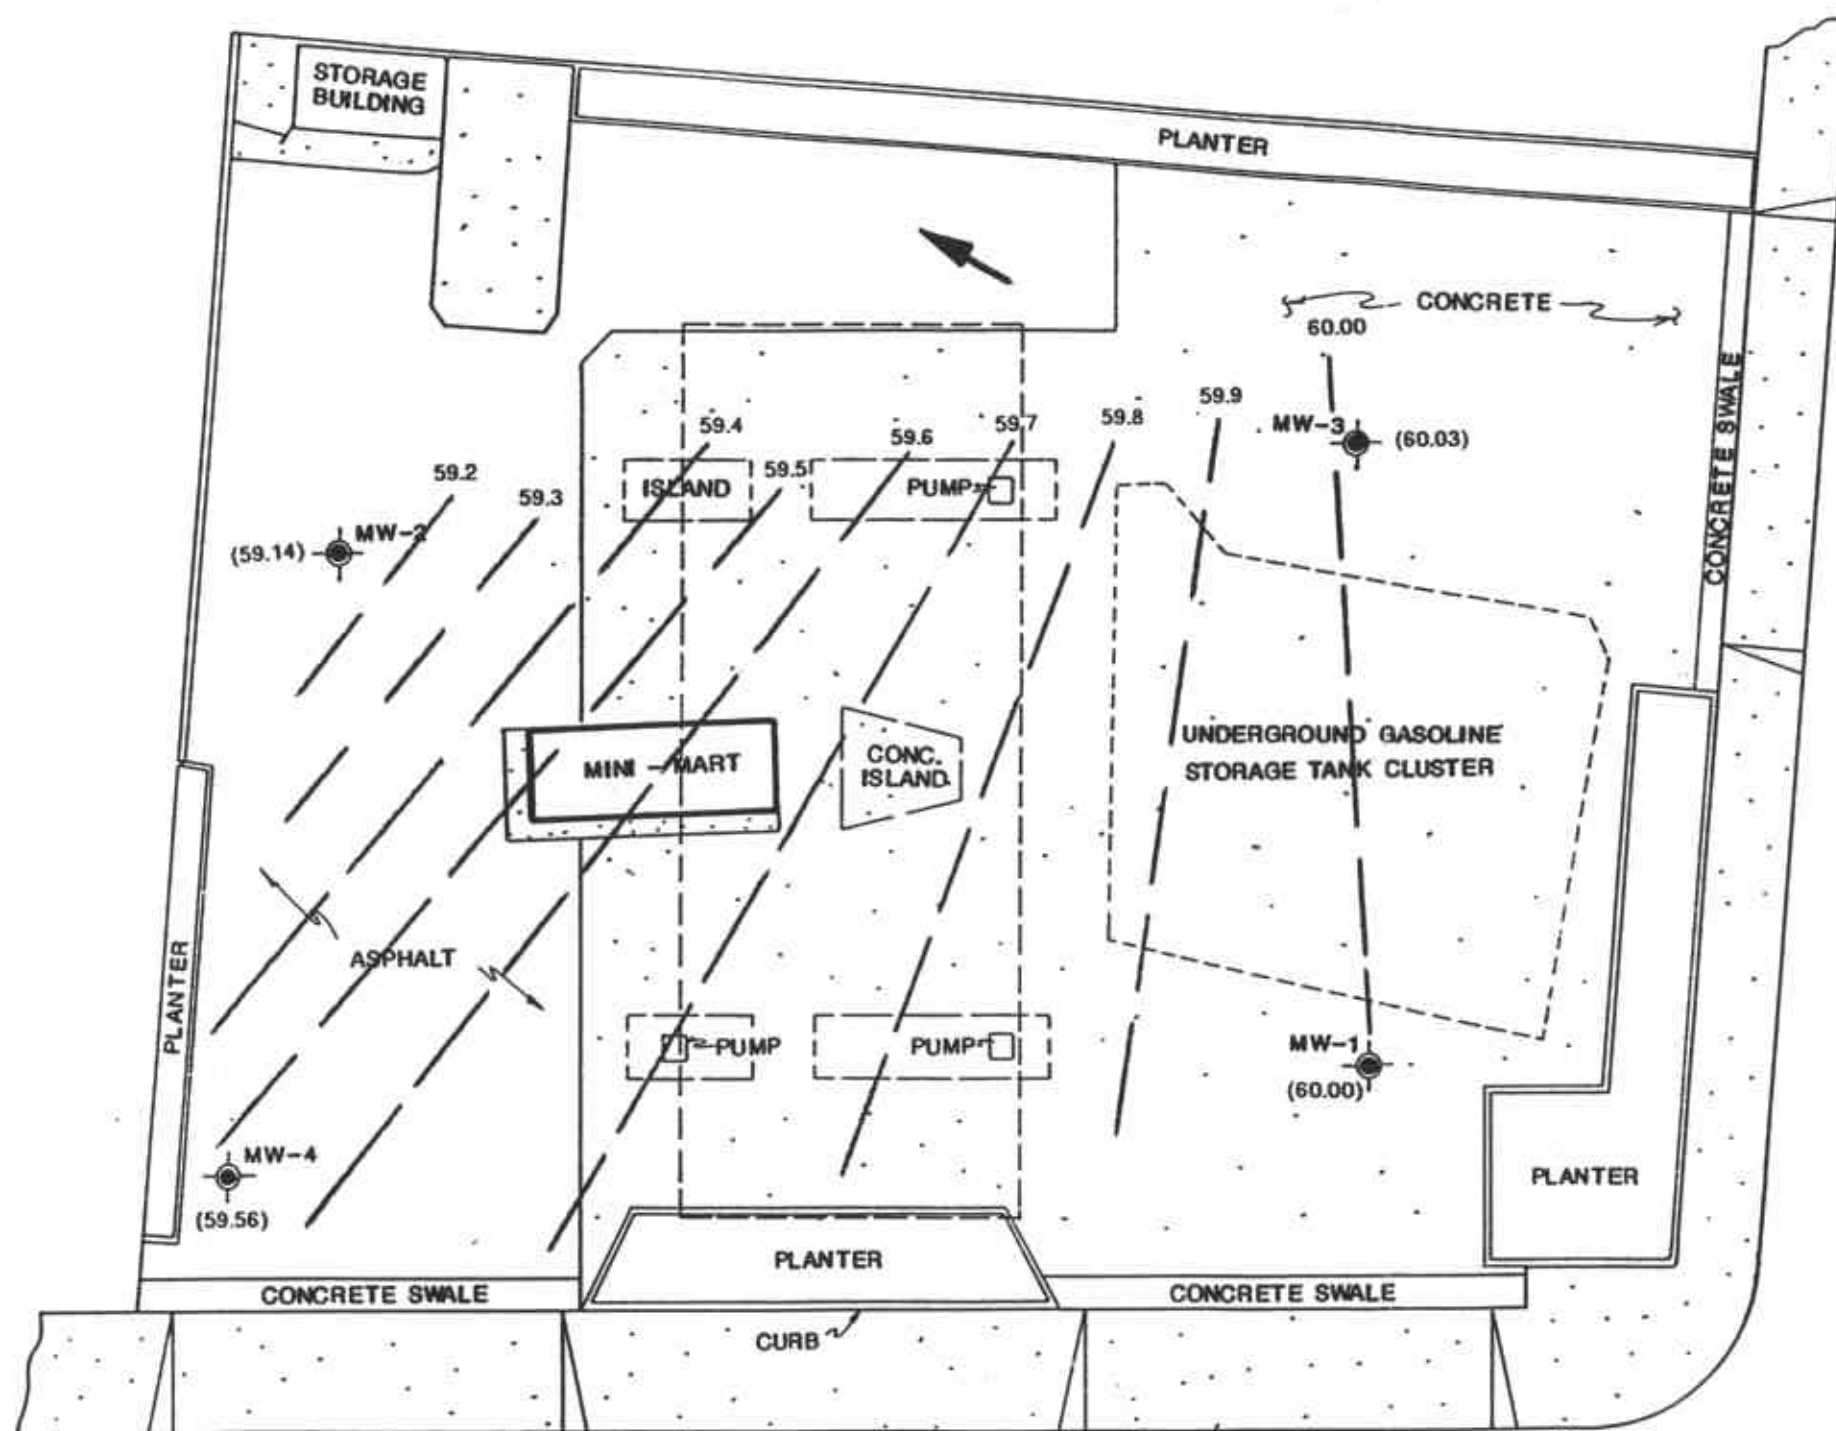 STORAGE
BUILDING
PLANTER
CONCRETE
60.00
CONCRETE SWALE
59.9
59.8
59.7
59.6
59.4
59.5
59.2
59.3
MW-3
(60.03)
ISLAND
PUMP
MW-2
(59.14)
MINI-MART
CONC.
ISLAND
UNDERGROUND GASOLINE
STORAGE TANK CLUSTER
PLANTER
ASPHALT
PUMP
PUMP
MW-1
(60.00)
MW-4
(59.56)
PLANTER
PLANTER
CONCRETE SWALE
CONCRETE SWALE
CURB